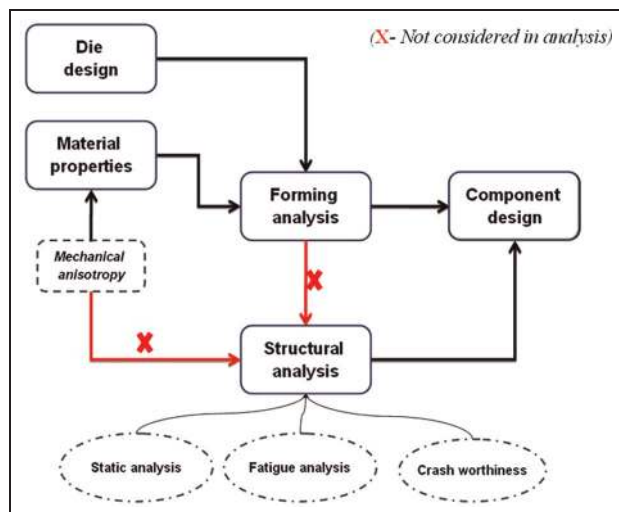 Die
design
(X- Not considered in analysis)
Material
properties
Forming
analysis
Component
design
Mechanical
anisotropy
X
X
Structural
analysis
Static analysis
Fatigue analysis
Crash worthiness